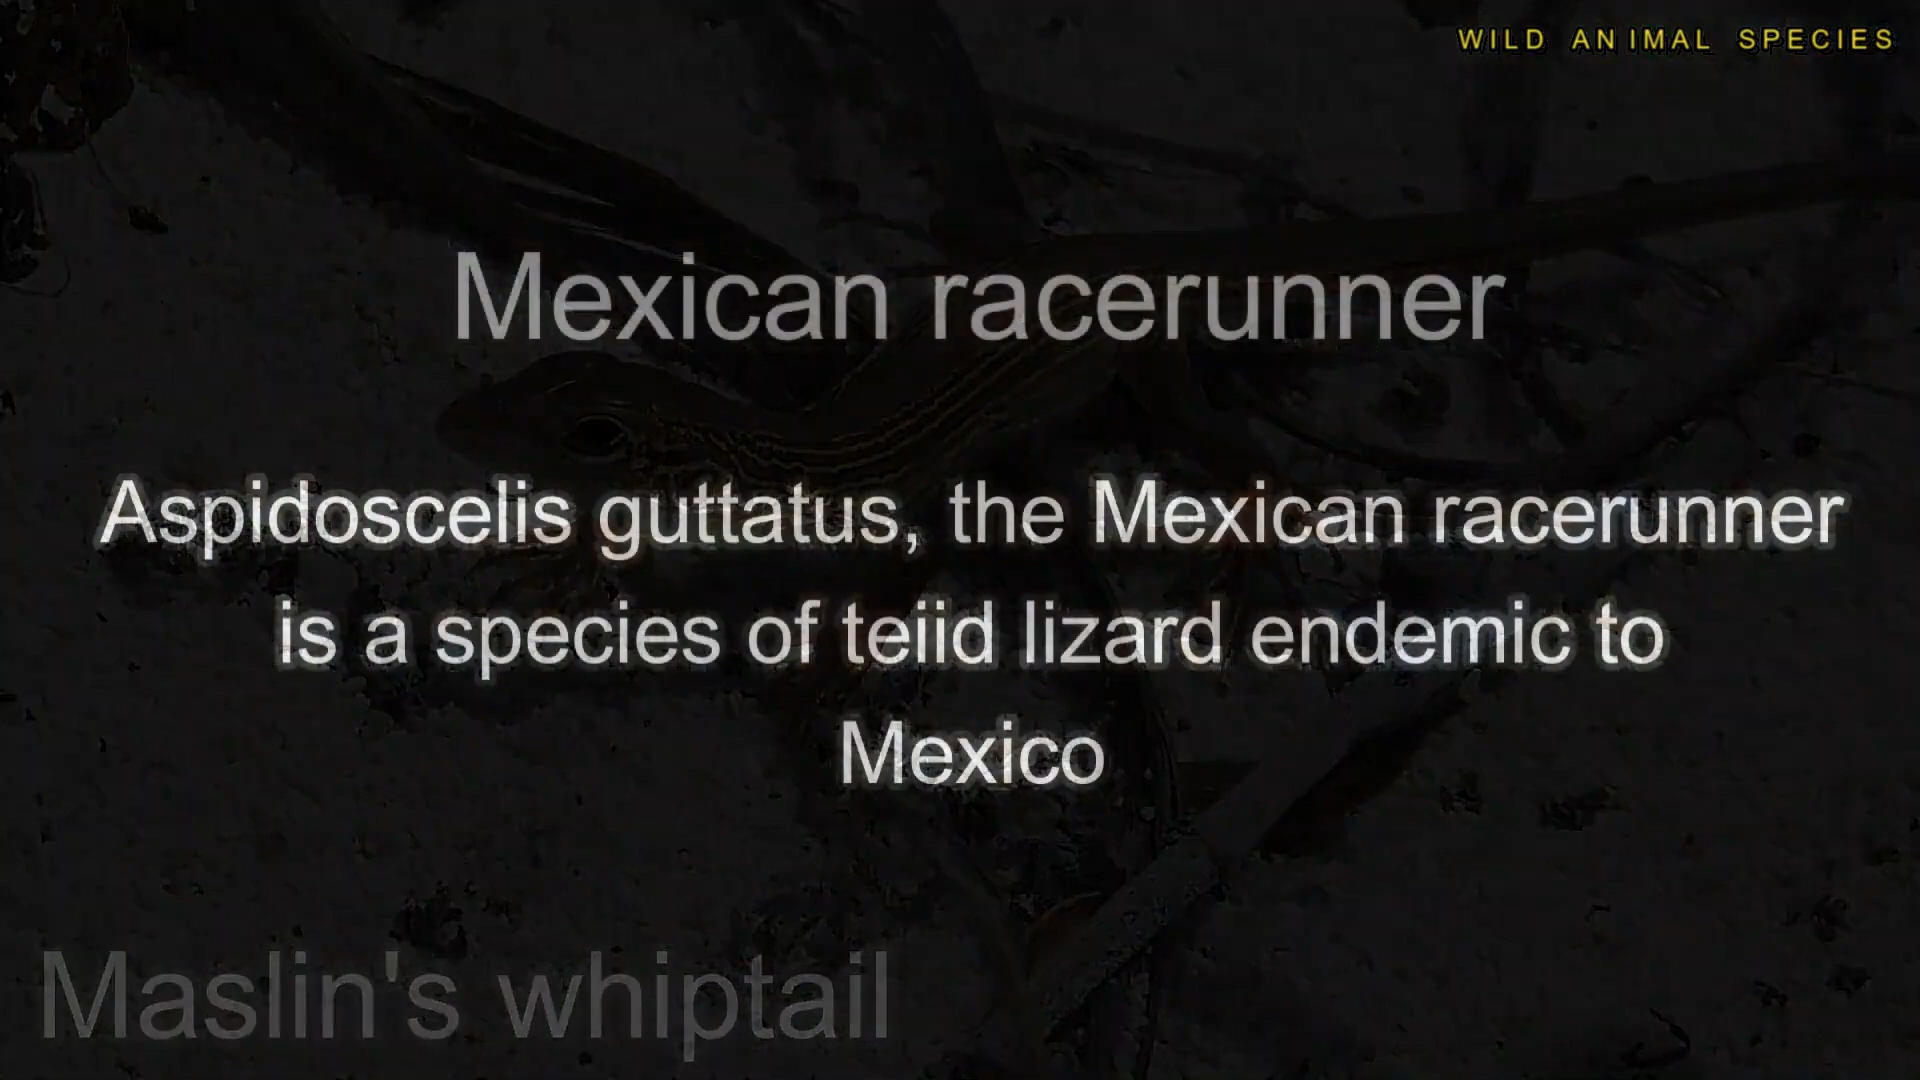 WILD ANIMAL SPECIES
Mexican racerunner
Aspidoscelis guttatus, the Mexican racerunner
is a species of teiid lizard endemic to
Mexico
Maslin's whiptail